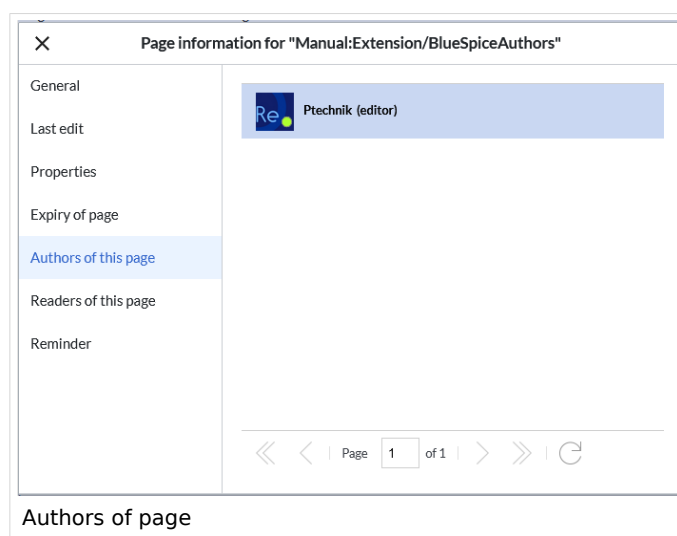 Page information for "Manual:Extension/BlueSpiceAuthors"
General
Last edit
Properties
Expiry of page
Authors of this page
Readers of this page
Reminder
Re
Ptechnik (editor)
Page 1 of 1
Authors of page